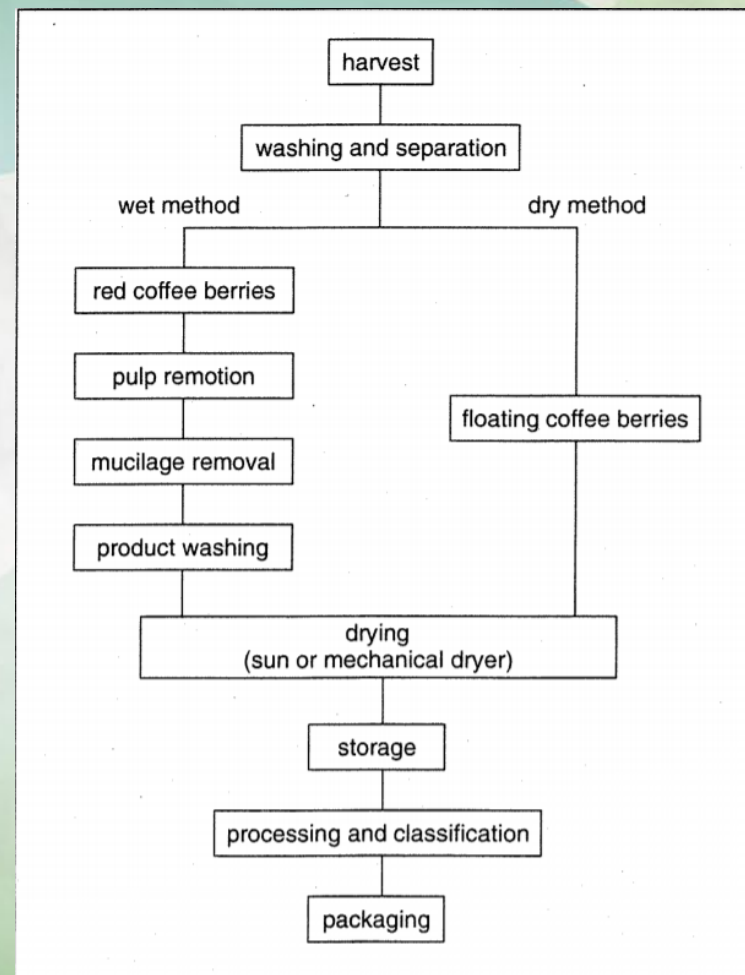 harvest
washing and separation
wet method
dry method
red coffee berries
pulp remotion
floating coffee berries
mucilage removal
product washing
drying
(sun or mechanical dryer)
storage
processing and classification
packaging